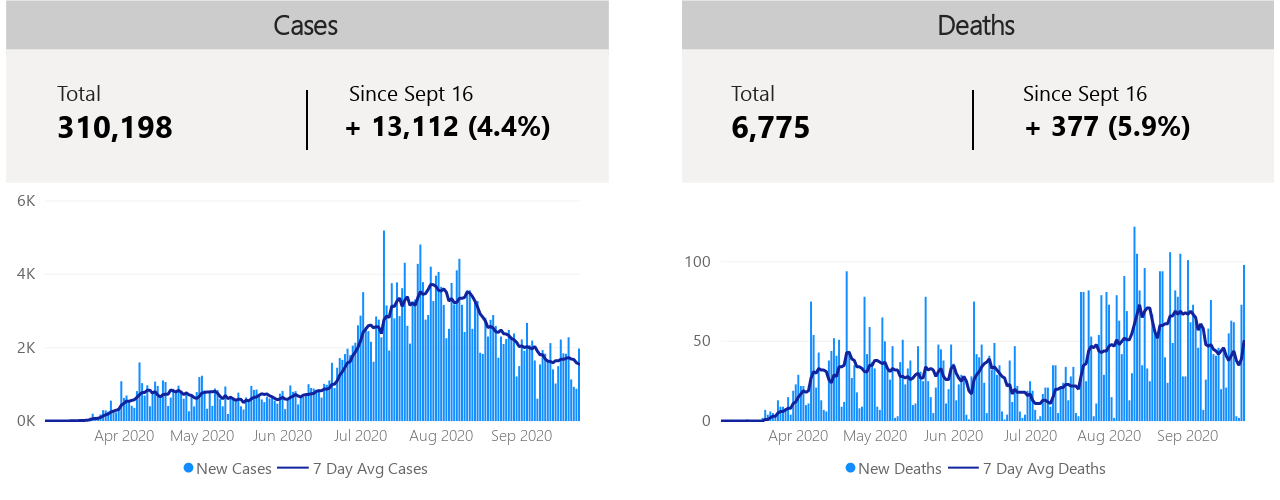 Cases
Total
310,198
Since Sept 16
+ 13,112 (4.4%)
6K
4K
2K
0K
Apr 2020 May 2020 Jun 2020 Jul 2020 Aug 2020 Sep 2020
New Cases 7 Day Avg Cases
Deaths
Total
6,775
Since Sept 16
+ 377 (5.9%)
100
50
0
Apr 2020 May 2020 Jun 2020 Jul 2020 Aug 2020 Sep 2020
New Deaths 7 Day Avg Deaths